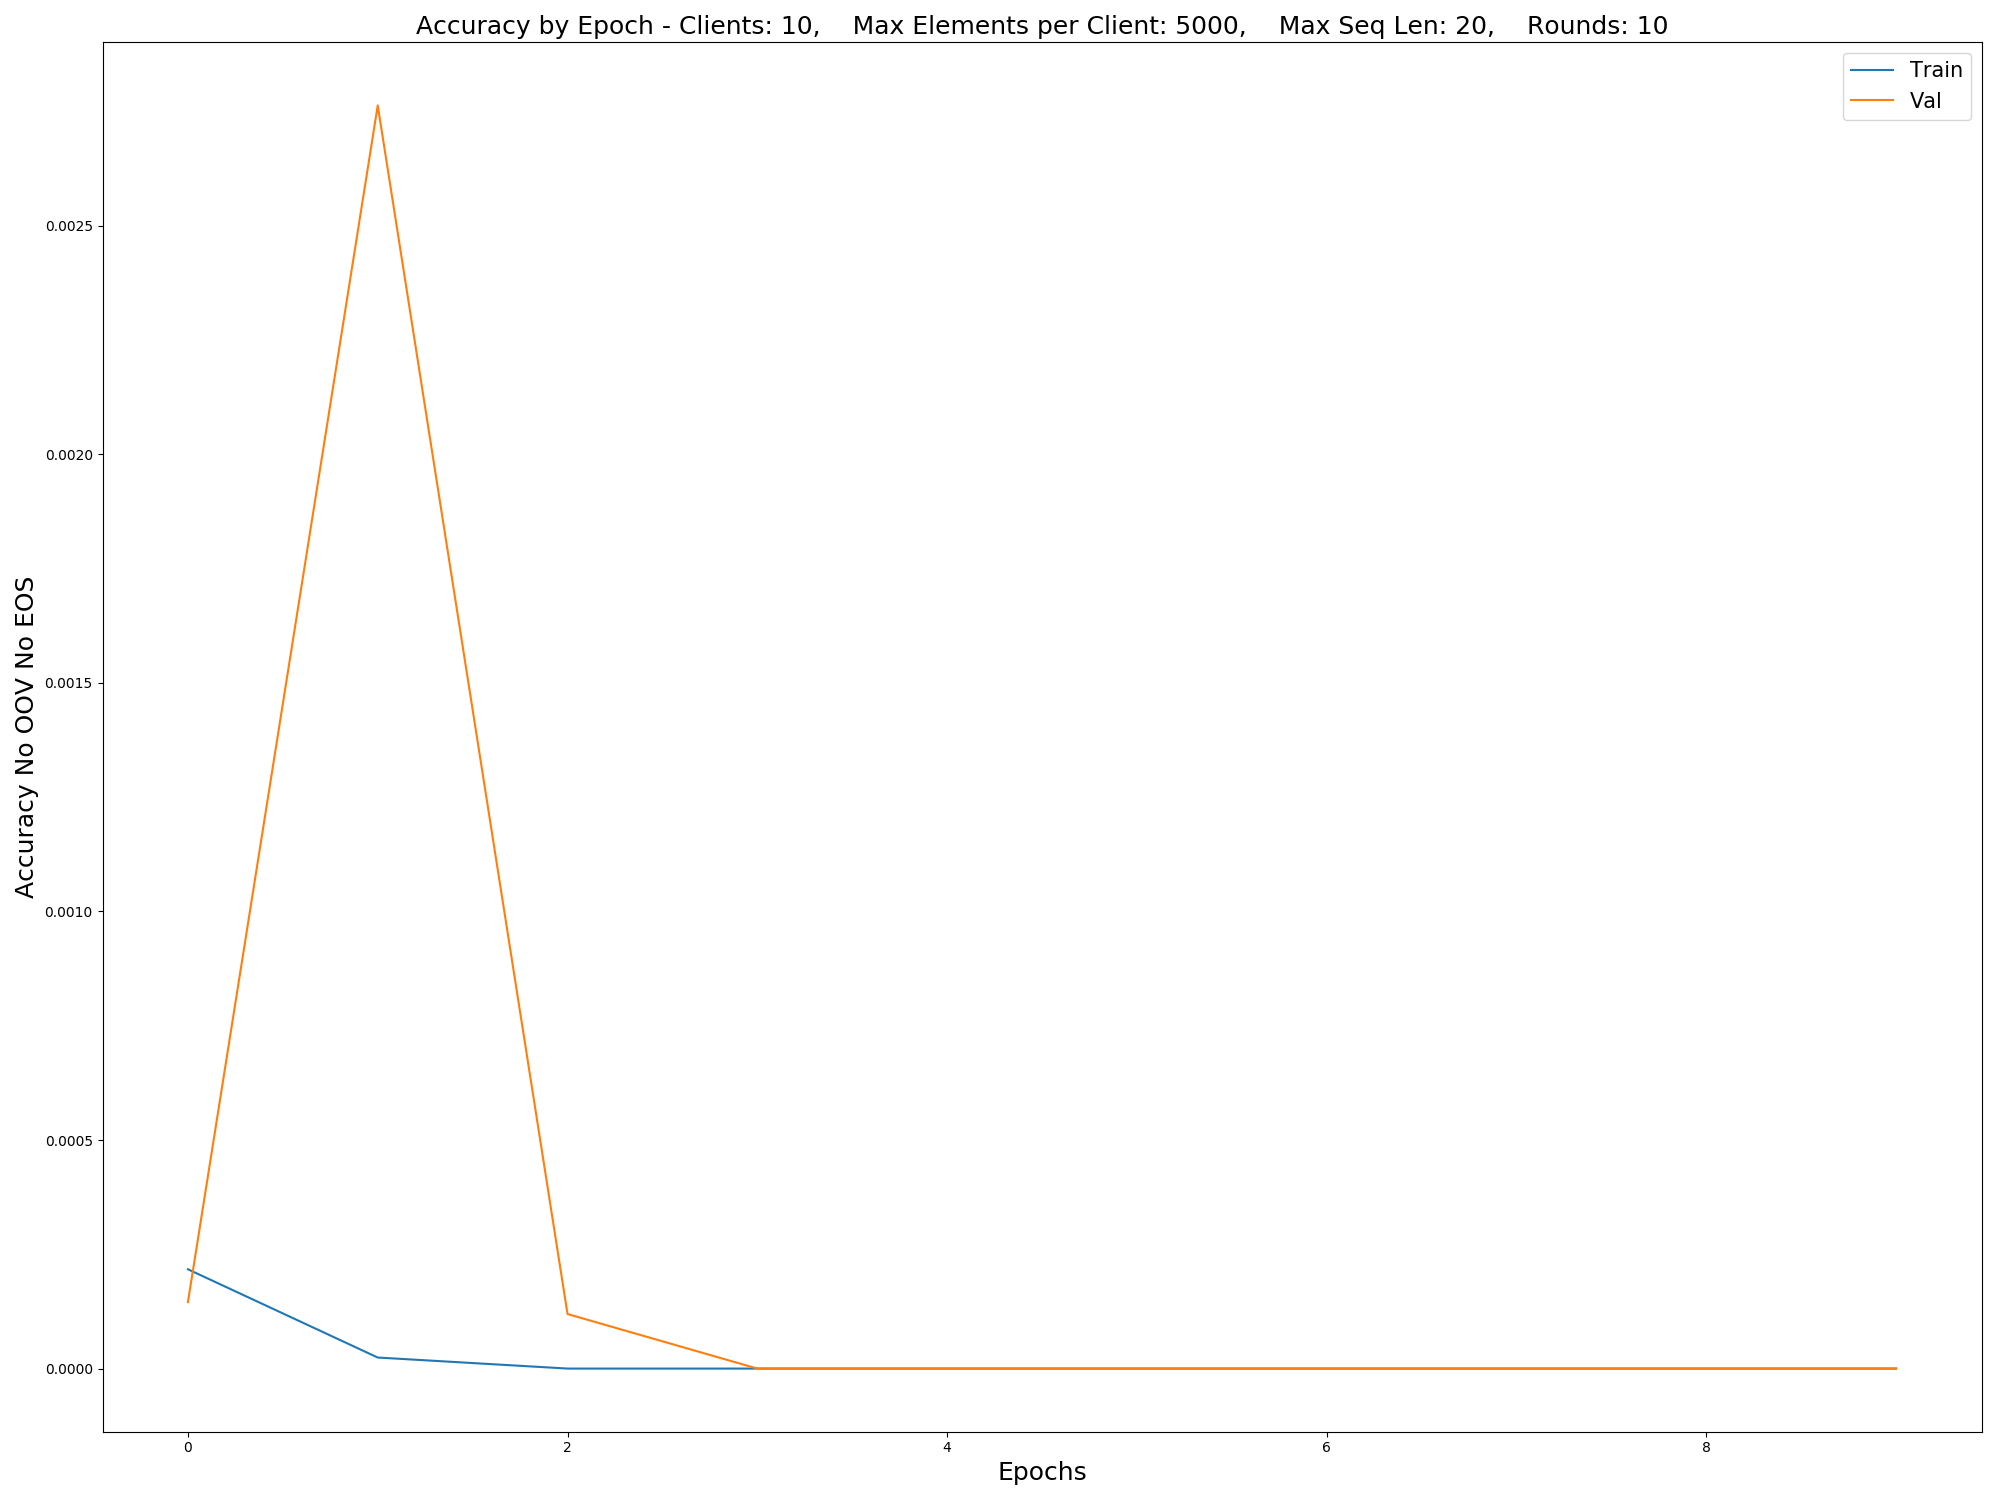 Accuracy by Epoch - Clients: 10,    Max Elements per Client: 5000,    Max Seq Len: 20,    Rounds: 10
Train
Val
0.0025
0.0020
0.0015
0.0010
0.0005
0.0000
Accuracy No OOV No EOS
0 2 4 6 8
Epochs